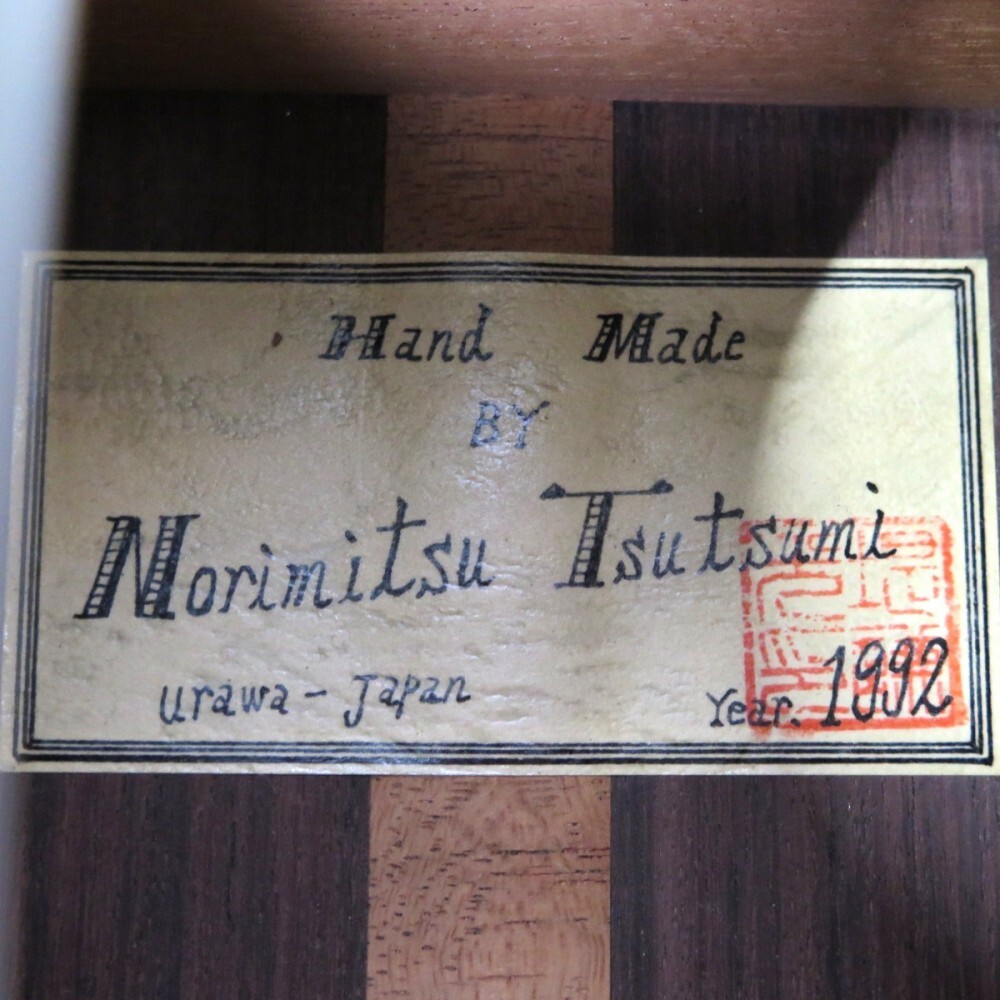 Hand Made
BY
Norimitsu Tsutsumi
urawa - Japan Year. 1992